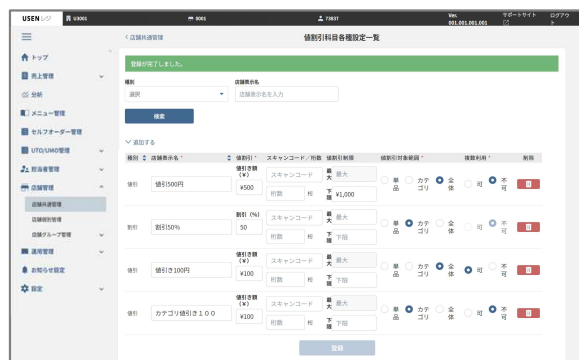 USEN レジ
U3001
0001
73837
Ver.
001.001.001.001
サポートサイト
ログアウ
ト
トップ
売上管理
分析
メニュー管理
セルフオーダー管理
UTO/UMO管理
担当者管理
店舗管理
店舗共通管理
店舗個別管理
店舗グループ管理
運用管理
お知らせ設定
設定
< 店舗共通管理
値割引科目各種設定一覧
登録が完了しました。
種別
店舗表示名
選択
店舗表示名を入力
検索
追加する
種別 店舗表示名 * 値割引 * スキャンコード／桁数 値割引制限 値割引対象範囲 * 複数利用 * 削除
値引 値引500円 値引き額 (￥) ¥500 スキャンコード 桁数 桁 最大 最大 下限 ¥1,000 単品 カテゴリ 全体 可 不可
割引 割引50% 割引 (%) 50 スキャンコード 桁数 桁 最大 最大 下限 下限 単品 カテゴリ 全体 可 不可
値引 値引き100円 値引き額 (￥) ¥100 スキャンコード 桁数 桁 最大 最大 下限 下限 単品 カテゴリ 全体 可 不可
値引 カテゴリ値引き１００ 値引き額 (￥) ¥100 スキャンコード 桁数 桁 最大 最大 下限 下限 単品 カテゴリ 全体 可 不可
登録